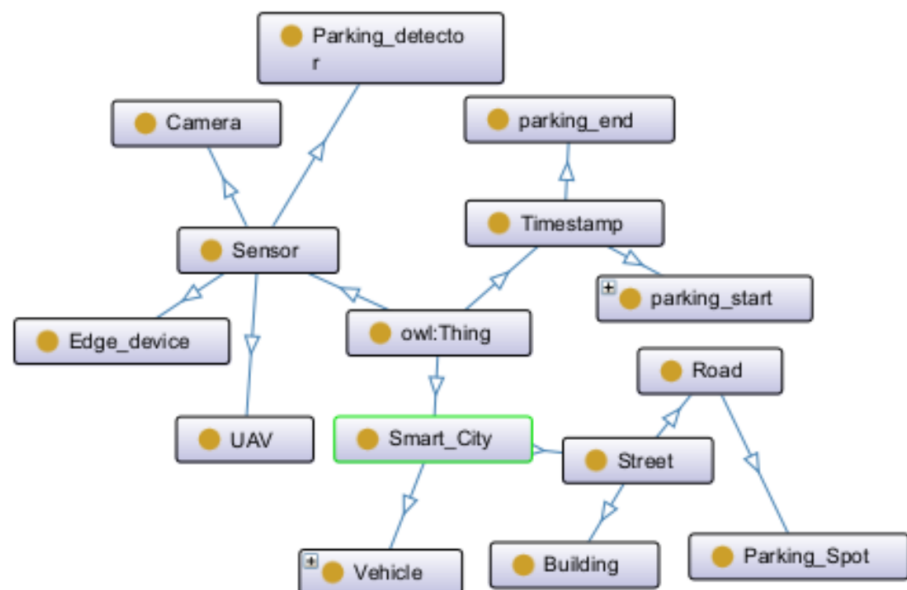 Parking_detecto
r
Camera
parking_end
Timestamp
Sensor
parking_start
Edge_device
owl:Thing
Road
UAV
Smart_City
Street
Vehicle
Building
Parking_Spot